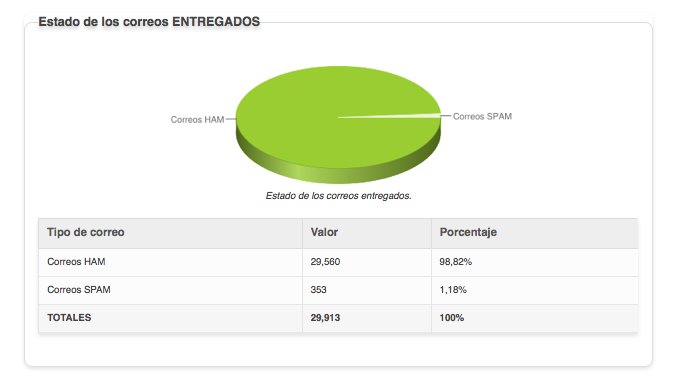 Estado de los correos ENTREGADOS
Correos HAM
Correos SPAM
Estado de los correos entregados.
Tipo de correo Valor Porcentaje
Correos HAM 29,560 98,82%
Correos SPAM 353 1,18%
TOTALES 29,913 100%